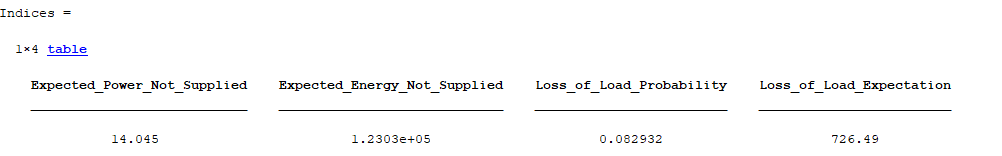 Indices =
1×4 table
Expected_Power_Not_Supplied Expected_Energy_Not_Supplied Loss_of_Load_Probability Loss_of_Load_Expectation
14.045 1.2303e+05 0.082932 726.49